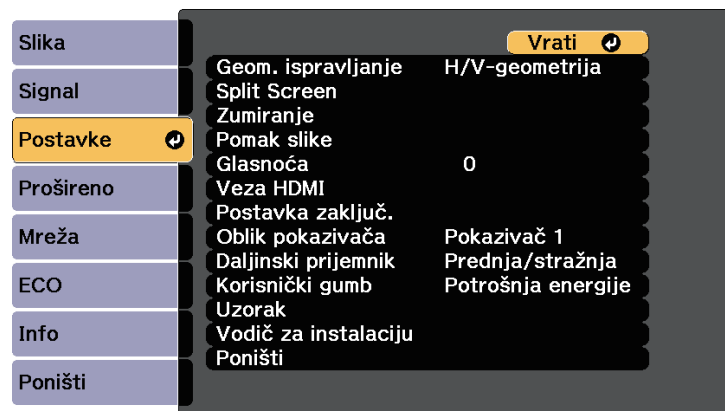 Slika
Signal
Postavke
Prošireno
Mreža
ECO
Info
Poništi
Vrati
Geom. ispravljanje H/V-geometrija
Split Screen
Zumiranje
Pomak slike
Glasnoća 0
Veza HDMI
Postavka zaključ.
Oblik pokazivača Pokazivač 1
Daljinski prijemnik Prednja/stražnja
Korisnički gumb Potrošnja energije
Uzorak
Vodič za instalaciju
Poništi